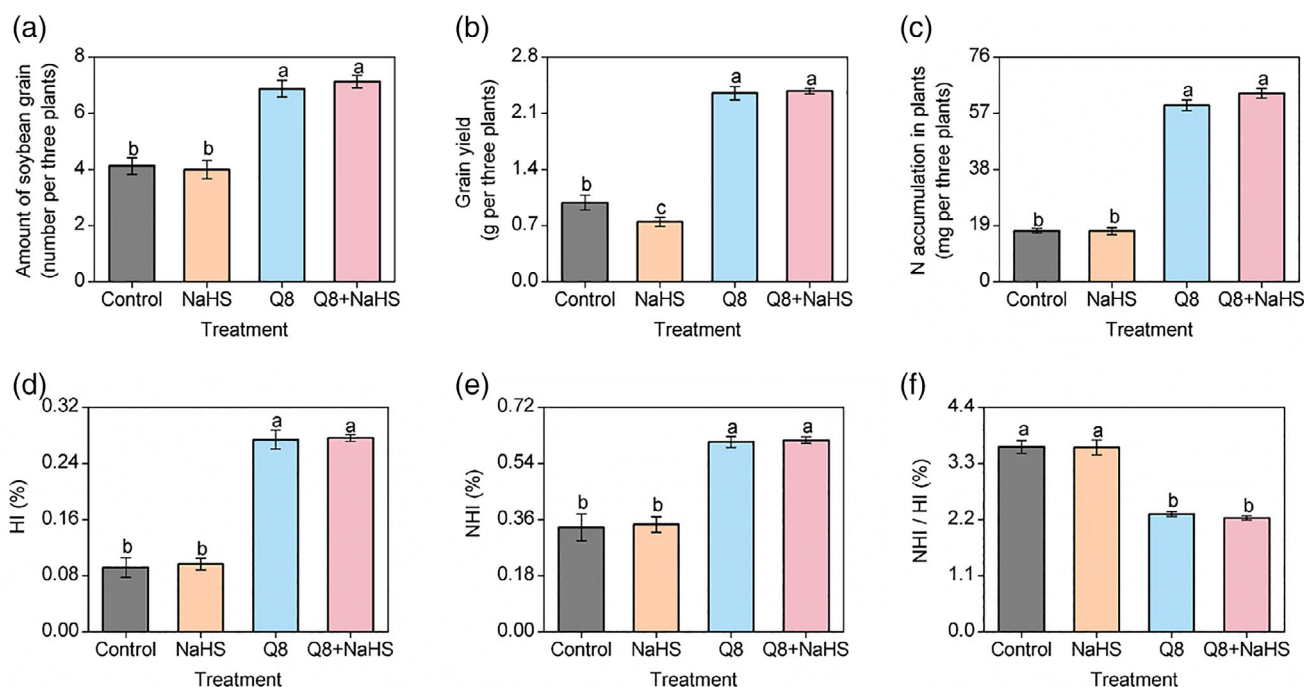 (a)
Amount of soybean grain
(number per three plants)
8
6
4
2
0
b
b
a
a
Control
NaHS
Q8
Q8+NaHS
Treatment
(b)
Grain yield
(g per three plants)
2.8
2.1
1.4
0.7
0.0
b
c
a
a
Control
NaHS
Q8
Q8+NaHS
Treatment
(c)
N accumulation in plants
(mg per three plants)
76
57
38
19
0
b
b
a
a
Control
NaHS
Q8
Q8+NaHS
Treatment
(d)
HI (%)
0.32
0.24
0.16
0.08
0.00
b
b
a
a
Control
NaHS
Q8
Q8+NaHS
Treatment
(e)
NHI (%)
0.72
0.54
0.36
0.18
0.00
b
b
a
a
Control
NaHS
Q8
Q8+NaHS
Treatment
(f)
NHI / HI (%)
4.4
3.3
2.2
1.1
0.0
a
a
b
b
Control
NaHS
Q8
Q8+NaHS
Treatment